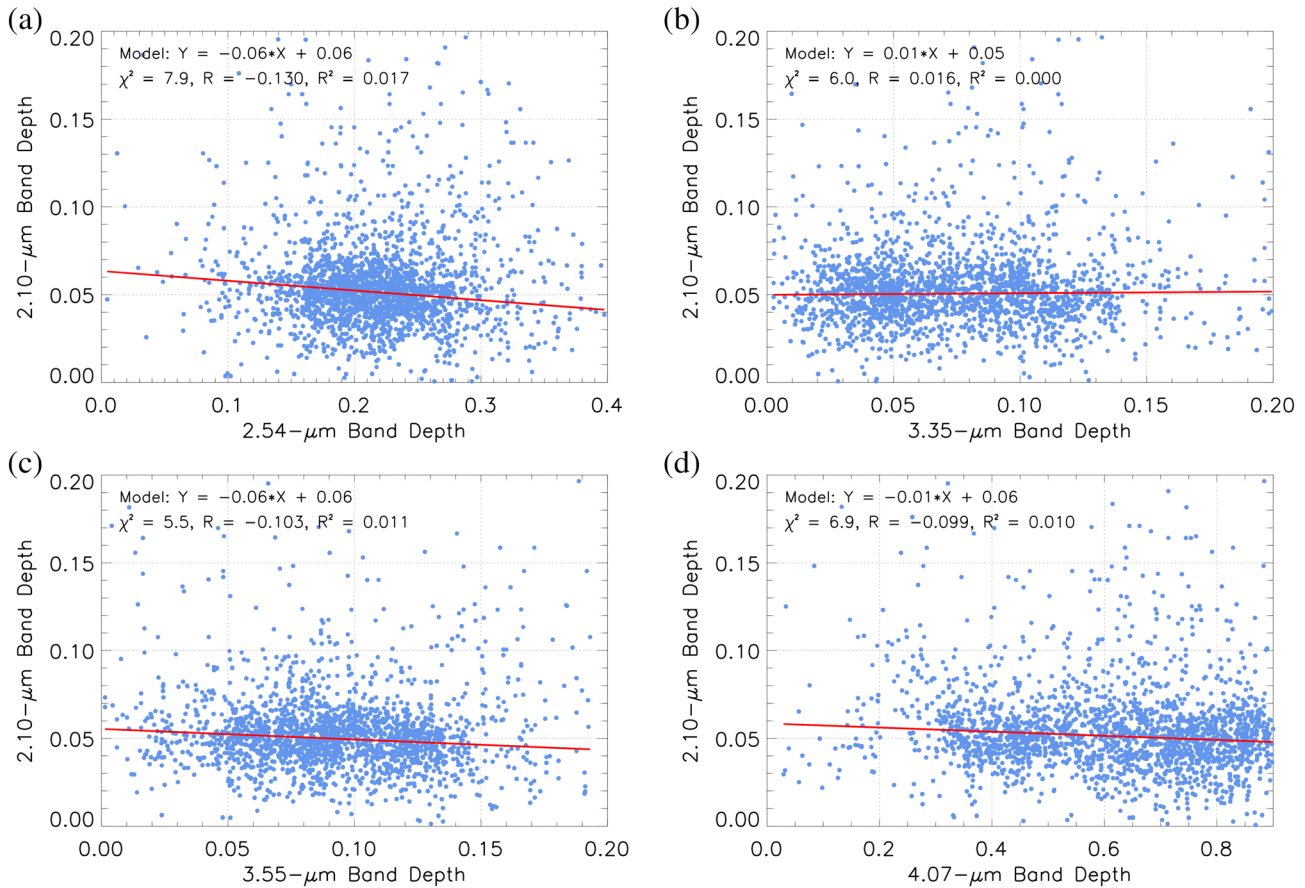 (a)
Model: Y = −0.06*X + 0.06
χ² = 7.9, R = −0.130, R² = 0.017
0.20
0.15
0.10
0.05
0.00
2.10−μm Band Depth
0.0 0.1 0.2 0.3 0.4
2.54−μm Band Depth
(b)
Model: Y = 0.01*X + 0.05
χ² = 6.0, R = 0.016, R² = 0.000
0.20
0.15
0.10
0.05
0.00
2.10−μm Band Depth
0.00 0.05 0.10 0.15 0.20
3.35−μm Band Depth
(c)
Model: Y = −0.06*X + 0.06
χ² = 5.5, R = −0.103, R² = 0.011
0.20
0.15
0.10
0.05
0.00
2.10−μm Band Depth
0.00 0.05 0.10 0.15 0.20
3.55−μm Band Depth
(d)
Model: Y = −0.01*X + 0.06
χ² = 6.9, R = −0.099, R² = 0.010
0.20
0.15
0.10
0.05
0.00
2.10−μm Band Depth
0.0 0.2 0.4 0.6 0.8
4.07−μm Band Depth